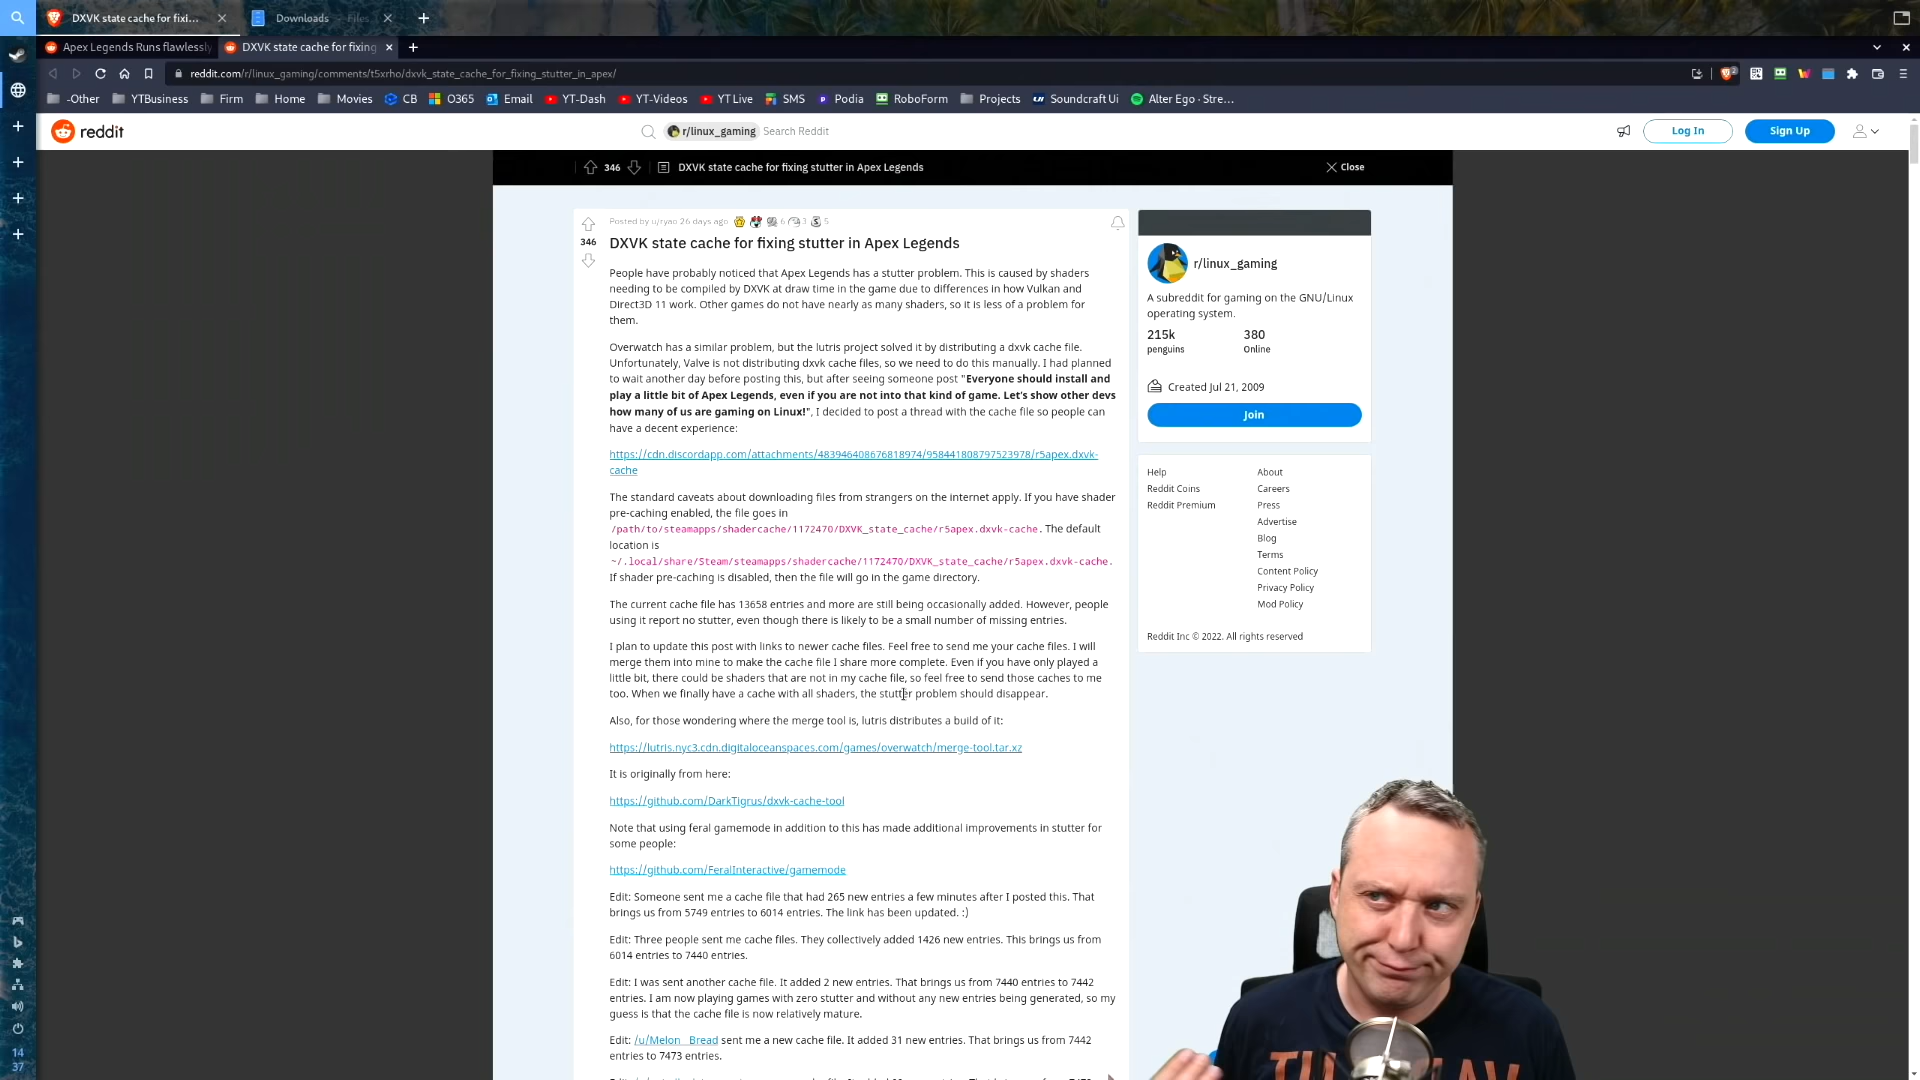 DXVK state cache for fixi...
Downloads
Files
Apex Legends Runs flawlessly
DXVK state cache for fixing
reddit.com/r/linux_gaming/comments/t5xrho/dxvk_state_cache_for_fixing_stutter_in_apex/
-Other
YTBusiness
Firm
Home
Movies
CB
O365
Email
YT-Dash
YT-Videos
YT Live
SMS
Podia
RoboForm
Projects
Soundcraft Ui
Alter Ego · Stre...
reddit
r/linux_gaming
Search Reddit
Log In
Sign Up
346
DXVK state cache for fixing stutter in Apex Legends
Close
Posted by u/ryao 26 days ago 6 3 5
346
DXVK state cache for fixing stutter in Apex Legends
People have probably noticed that Apex Legends has a stutter problem. This is caused by shaders
needing to be compiled by DXVK at draw time in the game due to differences in how Vulkan and
Direct3D 11 work. Other games do not have nearly as many shaders, so it is less of a problem for
them.
Overwatch has a similar problem, but the lutris project solved it by distributing a dxvk cache file.
Unfortunately, Valve is not distributing dxvk cache files, so we need to do this manually. I had planned
to wait another day before posting this, but after seeing someone post "Everyone should install and
play a little bit of Apex Legends, even if you are not into that kind of game. Let's show other devs
how many of us are gaming on Linux!", I decided to post a thread with the cache file so people can
have a decent experience:
https://cdn.discordapp.com/attachments/483946408676818974/958441808797523978/r5apex.dxvk-
cache
The standard caveats about downloading files from strangers on the internet apply. If you have shader
pre-caching enabled, the file goes in
/path/to/steamapps/shadercache/1172470/DXVK_state_cache/r5apex.dxvk-cache. The default
location is
~/.local/share/Steam/steamapps/shadercache/1172470/DXVK_state_cache/r5apex.dxvk-cache.
If shader pre-caching is disabled, then the file will go in the game directory.
The current cache file has 13658 entries and more are still being occasionally added. However, people
using it report no stutter, even though there is likely to be a small number of missing entries.
I plan to update this post with links to newer cache files. Feel free to send me your cache files. I will
merge them into mine to make the cache file I share more complete. Even if you have only played a
little bit, there could be shaders that are not in my cache file, so feel free to send those caches to me
too. When we finally have a cache with all shaders, the stutter problem should disappear.
Also, for those wondering where the merge tool is, lutris distributes a build of it:
https://lutris.nyc3.cdn.digitaloceanspaces.com/games/overwatch/merge-tool.tar.xz
It is originally from here:
https://github.com/DarkTigrus/dxvk-cache-tool
Note that using feral gamemode in addition to this has made additional improvements in stutter for
some people:
https://github.com/FeralInteractive/gamemode
Edit: Someone sent me a cache file that had 265 new entries a few minutes after I posted this. That
brings us from 5749 entries to 6014 entries. The link has been updated. :)
Edit: Three people sent me cache files. They collectively added 1426 new entries. This brings us from
6014 entries to 7440 entries.
Edit: I was sent another cache file. It added 2 new entries. That brings us from 7440 entries to 7442
entries. I am now playing games with zero stutter and without any new entries being generated, so my
guess is that the cache file is now relatively mature.
Edit: /u/Melon_Bread sent me a new cache file. It added 31 new entries. That brings us from 7442
entries to 7473 entries.
r/linux_gaming
A subreddit for gaming on the GNU/Linux
operating system.
215k
380
penguins
Online
Created Jul 21, 2009
Join
Help
About
Reddit Coins
Careers
Reddit Premium
Press
Advertise
Blog
Terms
Content Policy
Privacy Policy
Mod Policy
Reddit Inc © 2022. All rights reserved
14
37